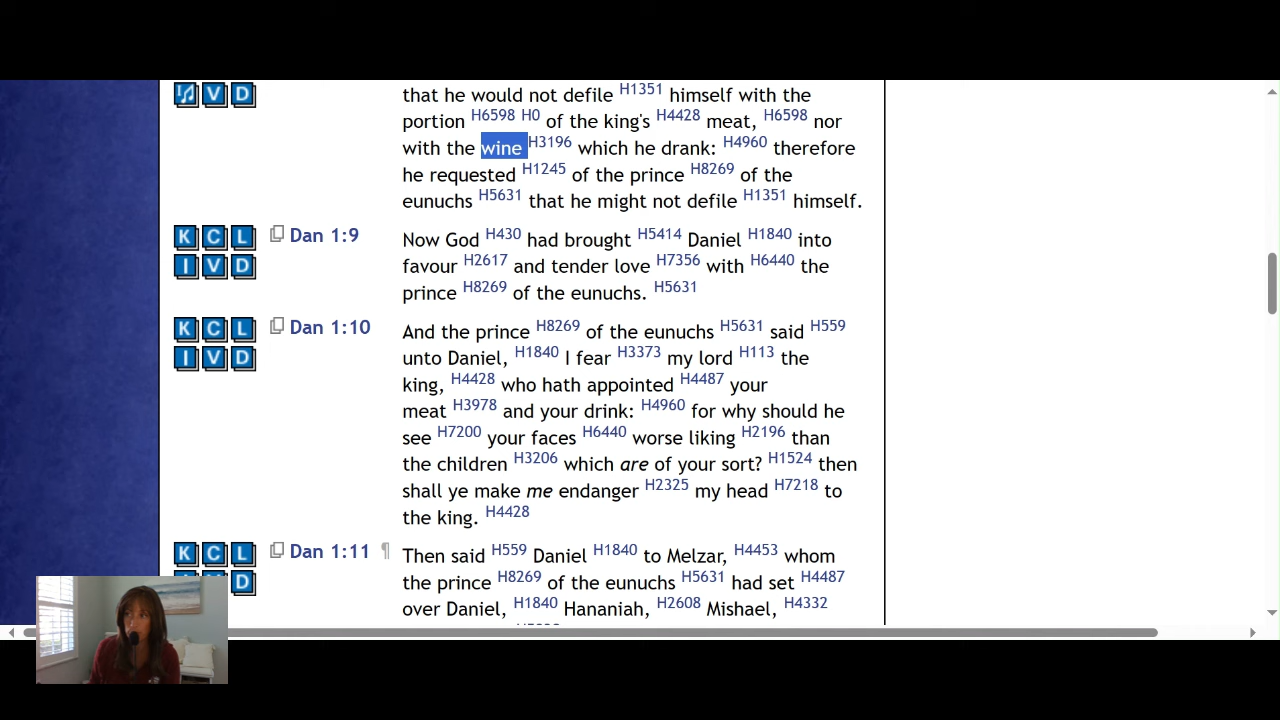 V D
that he would not defile H1351 himself with the
portion H6598 H0 of the king's H4428 meat, H6598 nor
with the wine H3196 which he drank: H4960 therefore
he requested H1245 of the prince H8269 of the
eunuchs H5631 that he might not defile H1351 himself.
K C L
I V D
Dan 1:9
Now God H430 had brought H5414 Daniel H1840 into
favour H2617 and tender love H7356 with H6440 the
prince H8269 of the eunuchs. H5631
K C L
I V D
Dan 1:10
And the prince H8269 of the eunuchs H5631 said H559
unto Daniel, H1840 I fear H3373 my lord H113 the
king, H4428 who hath appointed H4487 your
meat H3978 and your drink: H4960 for why should he
see H7200 your faces H6440 worse liking H2196 than
the children H3206 which are of your sort? H1524 then
shall ye make me endanger H2325 my head H7218 to
the king. H4428
K C L
D
Dan 1:11 ¶
Then said H559 Daniel H1840 to Melzar, H4453 whom
the prince H8269 of the eunuchs H5631 had set H4487
over Daniel, H1840 Hananiah, H2608 Mishael, H4332